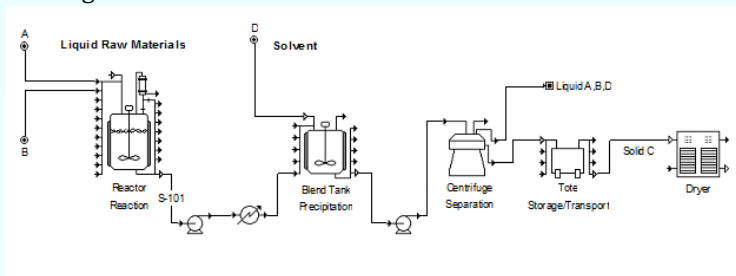 A
Liquid Raw Materials
B
Reactor
Reaction
S-101
D
Solvent
Blend Tank
Precipitation
Liquid A,B,D
Centrifuge
Separation
Tote
Storage/Transport
Solid C
Dryer